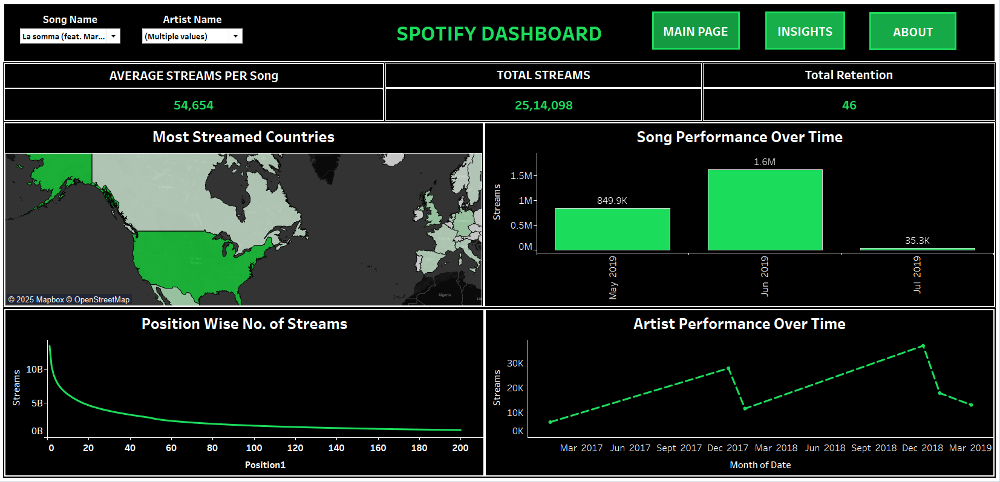 Song Name
Artist Name
La somma (feat. Mar...
(Multiple values)
SPOTIFY DASHBOARD
MAIN PAGE
INSIGHTS
ABOUT
AVERAGE STREAMS PER Song
TOTAL STREAMS
Total Retention
54,654
25,14,098
46
Most Streamed Countries
United
States
Algeria
© 2025 Mapbox © OpenStreetMap
Song Performance Over Time
Streams
1.5M
1M
0.5M
0M
849.9K
1.6M
35.3K
May 2019
Jun 2019
Jul 2019
Position Wise No. of Streams
Streams
10B
5B
0B
0 20 40 60 80 100 120 140 160 180 200
Position1
Artist Performance Over Time
Streams
30K
20K
10K
0K
Mar 2017 Jun 2017 Sept 2017 Dec 2017 Mar 2018 Jun 2018 Sept 2018 Dec 2018 Mar 2019
Month of Date